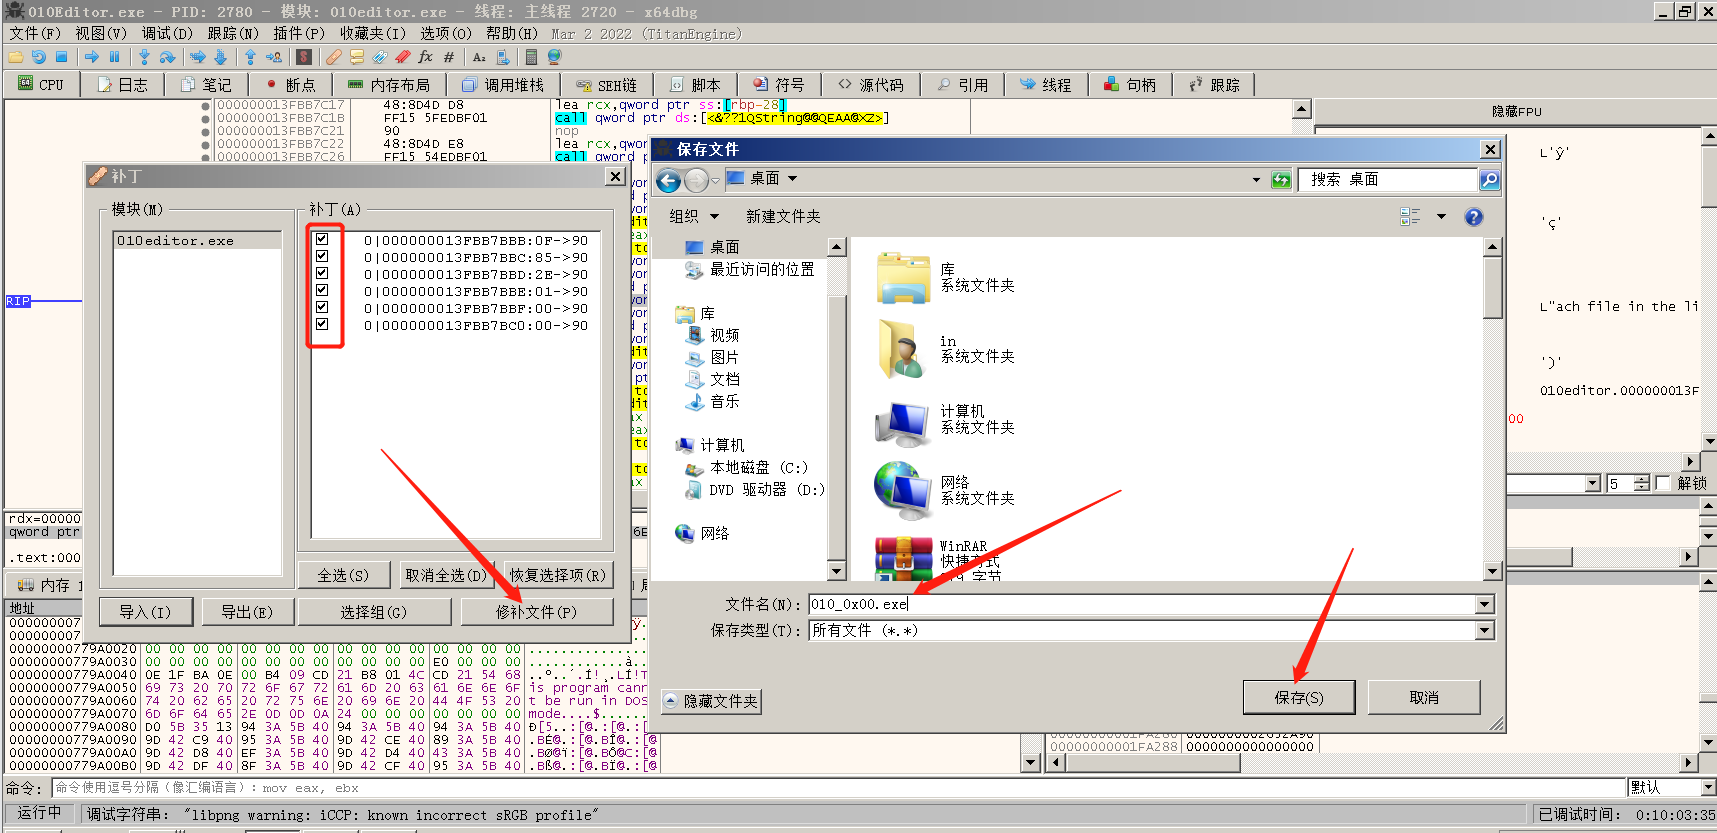 010Editor.exe - PID: 2780 - 模块: 010editor.exe - 线程: 主线程 2720 - x64dbg
文件(F) 视图(V) 调试(D) 跟踪(N) 插件(P) 收藏夹(I) 选项(O) 帮助(H) Mar 2 2022 (TitanEngine)
CPU 日志 笔记 断点 内存布局 调用堆栈 SEH链 脚本 符号 源代码 引用 线程 句柄 跟踪
000000013FBB7C17 48:8D4D D8 lea rcx,qword ptr ss:[rbp-28]
000000013FBB7C1B FF15 5FEDBF01 call qword ptr ds:[<&??1QString@@QEAA@XZ>]
000000013FBB7C21 90 nop
000000013FBB7C22 48:8D4D E8 lea rcx,qwo
000000013FBB7C26 FF15 54EDBF01 call qword p
隐藏FPU
L'ÿ'
'ç'
L"ach file in the li
')'
010editor.000000013F
00
5 解锁
RIP
补丁
模块(M)
010editor.exe
补丁(A)
0|000000013FBB7BBB:0F->90
0|000000013FBB7BBC:85->90
0|000000013FBB7BBD:2E->90
0|000000013FBB7BBE:01->90
0|000000013FBB7BBF:00->90
0|000000013FBB7BC0:00->90
全选(S) 取消全选(D) 恢复选择项(R)
导入(I) 导出(E) 选择组(G) 修补文件(P)
保存文件
桌面
搜索 桌面
组织 新建文件夹
桌面
最近访问的位置
库
视频
图片
文档
音乐
计算机
本地磁盘 (C:)
DVD 驱动器 (D:)
网络
库
系统文件夹
in
系统文件夹
计算机
系统文件夹
网络
系统文件夹
WinRAR
快捷方式
文件名(N): 010_0x00.exe
保存类型(T): 所有文件 (*.*)
隐藏文件夹 保存(S) 取消
rdx=00000
qword ptr
.text:000
内存 1
地址
00000000779A0020 00 00 00 00 00 00 00 00 00 00 00 00 00 00 00 00 ................
00000000779A0030 00 00 00 00 00 00 00 00 00 00 00 00 E0 00 00 00 ............à...
00000000779A0040 0E 1F BA 0E 00 B4 09 CD 21 B8 01 4C CD 21 54 68 ..º..´.Í!¸.LÍ!T
00000000779A0050 69 73 20 70 72 6F 67 72 61 6D 20 63 61 6E 6E 6F is program cann
00000000779A0060 74 20 62 65 20 72 75 6E 20 69 6E 20 44 4F 53 20 t be run in DOS
00000000779A0070 6D 6F 64 65 2E 0D 0D 0A 24 00 00 00 00 00 00 00 mode....$......
00000000779A0080 D0 5B 35 13 94 3A 5B 40 94 3A 5B 40 94 3A 5B 40 Ð[5..:[@.:[@.:[@
00000000779A0090 9D 42 C9 40 95 3A 5B 40 9D 42 CE 40 89 3A 5B 40 .BÉ@.:[@.BÎ@.:[@
00000000779A00A0 9D 42 D8 40 EF 3A 5B 40 9D 42 D4 40 43 3A 5B 40 .BØ@ï:[@.BÔ@C:[@
00000000779A00B0 9D 42 DF 40 8F 3A 5B 40 9D 42 CF 40 95 3A 5B 40 .Bß@.:[@.BÏ@.:[@
00000000001FA288 0000000000000000
命令: 命令使用逗号分隔（像汇编语言）: mov eax, ebx 默认
运行中 调试字符串: "libpng warning: iCCP: known incorrect sRGB profile" 已调试时间: 0:10:03:35